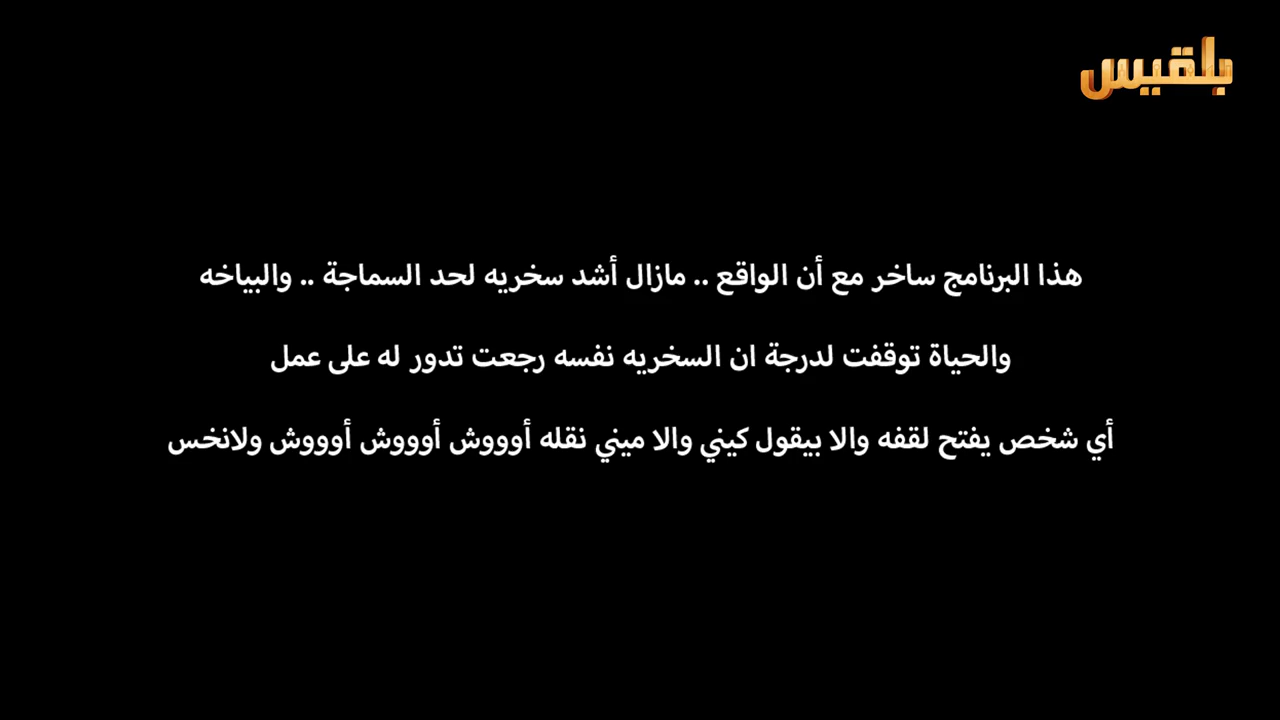 بلقيس
هذا البرنامج ساخر مع أن الواقع .. مازال أشد سخريه لحد السماجة .. والبياخه
والحياة توقفت لدرجة ان السخريه نفسه رجعت تدور له على عمل
أي شخص يفتح لقفه والا بيقول كيني والا ميني نقله أوووش أوووش أوووش ولانخس